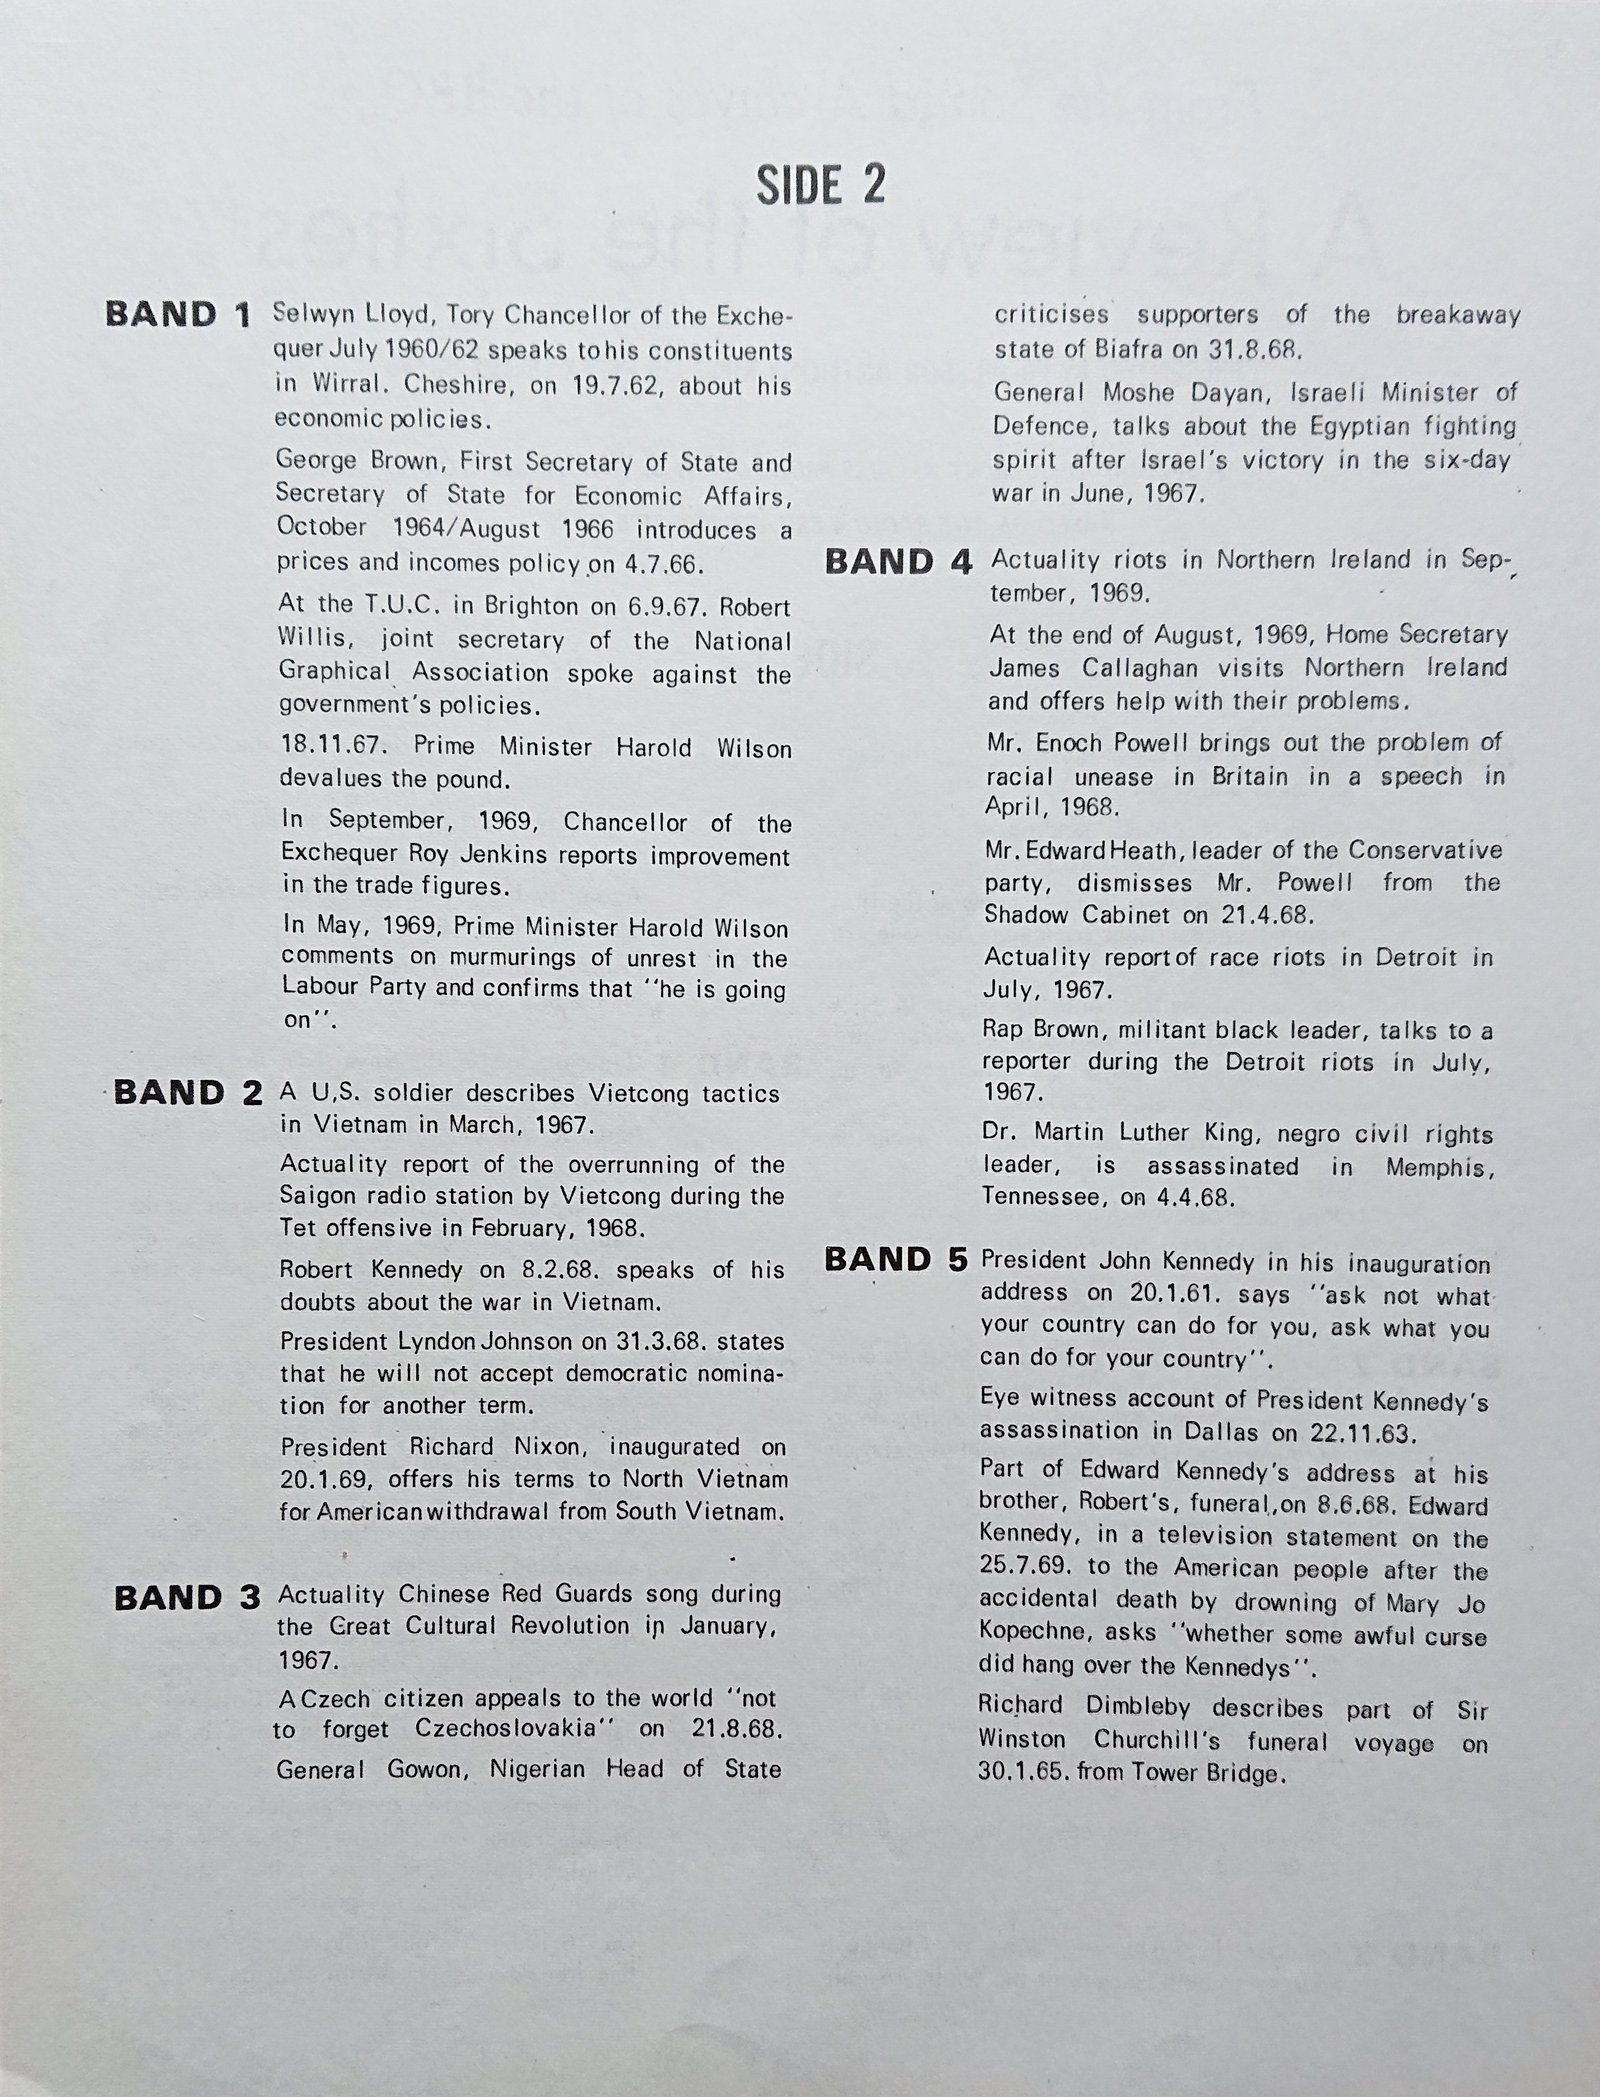 SIDE 2
BAND 1 Selwyn Lloyd, Tory Chancellor of the Exche-
quer July 1960/62 speaks to his constituents
in Wirral. Cheshire, on 19.7.62, about his
economic policies.
George Brown, First Secretary of State and
Secretary of State for Economic Affairs,
October 1964/August 1966 introduces a
prices and incomes policy on 4.7.66.
At the T.U.C. in Brighton on 6.9.67. Robert
Willis, joint secretary of the National
Graphical Association spoke against the
government's policies.
18.11.67. Prime Minister Harold Wilson
devalues the pound.
In September, 1969, Chancellor of the
Exchequer Roy Jenkins reports improvement
in the trade figures.
In May, 1969, Prime Minister Harold Wilson
comments on murmurings of unrest in the
Labour Party and confirms that "he is going
on".
BAND 2 A U,S. soldier describes Vietcong tactics
in Vietnam in March, 1967.
Actuality report of the overrunning of the
Saigon radio station by Vietcong during the
Tet offensive in February, 1968.
Robert Kennedy on 8.2.68. speaks of his
doubts about the war in Vietnam.
President Lyndon Johnson on 31.3.68. states
that he will not accept democratic nomina-
tion for another term.
President Richard Nixon, inaugurated on
20.1.69, offers his terms to North Vietnam
for American withdrawal from South Vietnam.
BAND 3 Actuality Chinese Red Guards song during
the Great Cultural Revolution in January,
1967.
A Czech citizen appeals to the world "not
to forget Czechoslovakia" on 21.8.68.
General Gowon, Nigerian Head of State
criticises supporters of the breakaway
state of Biafra on 31.8.68.
General Moshe Dayan, Israeli Minister of
Defence, talks about the Egyptian fighting
spirit after Israel's victory in the six-day
war in June, 1967.
BAND 4 Actuality riots in Northern Ireland in Sep-
tember, 1969.
At the end of August, 1969, Home Secretary
James Callaghan visits Northern Ireland
and offers help with their problems.
Mr. Enoch Powell brings out the problem of
racial unease in Britain in a speech in
April, 1968.
Mr. Edward Heath, leader of the Conservative
party, dismisses Mr. Powell from the
Shadow Cabinet on 21.4.68.
Actuality report of race riots in Detroit in
July, 1967.
Rap Brown, militant black leader, talks to a
reporter during the Detroit riots in July,
1967.
Dr. Martin Luther King, negro civil rights
leader, is assassinated in Memphis,
Tennessee, on 4.4.68.
BAND 5 President John Kennedy in his inauguration
address on 20.1.61. says "ask not what
your country can do for you, ask what you
can do for your country".
Eye witness account of President Kennedy's
assassination in Dallas on 22.11.63.
Part of Edward Kennedy's address at his
brother, Robert's, funeral, on 8.6.68. Edward
Kennedy, in a television statement on the
25.7.69. to the American people after the
accidental death by drowning of Mary Jo
Kopechne, asks "whether some awful curse
did hang over the Kennedys".
Richard Dimbleby describes part of Sir
Winston Churchill's funeral voyage on
30.1.65. from Tower Bridge.